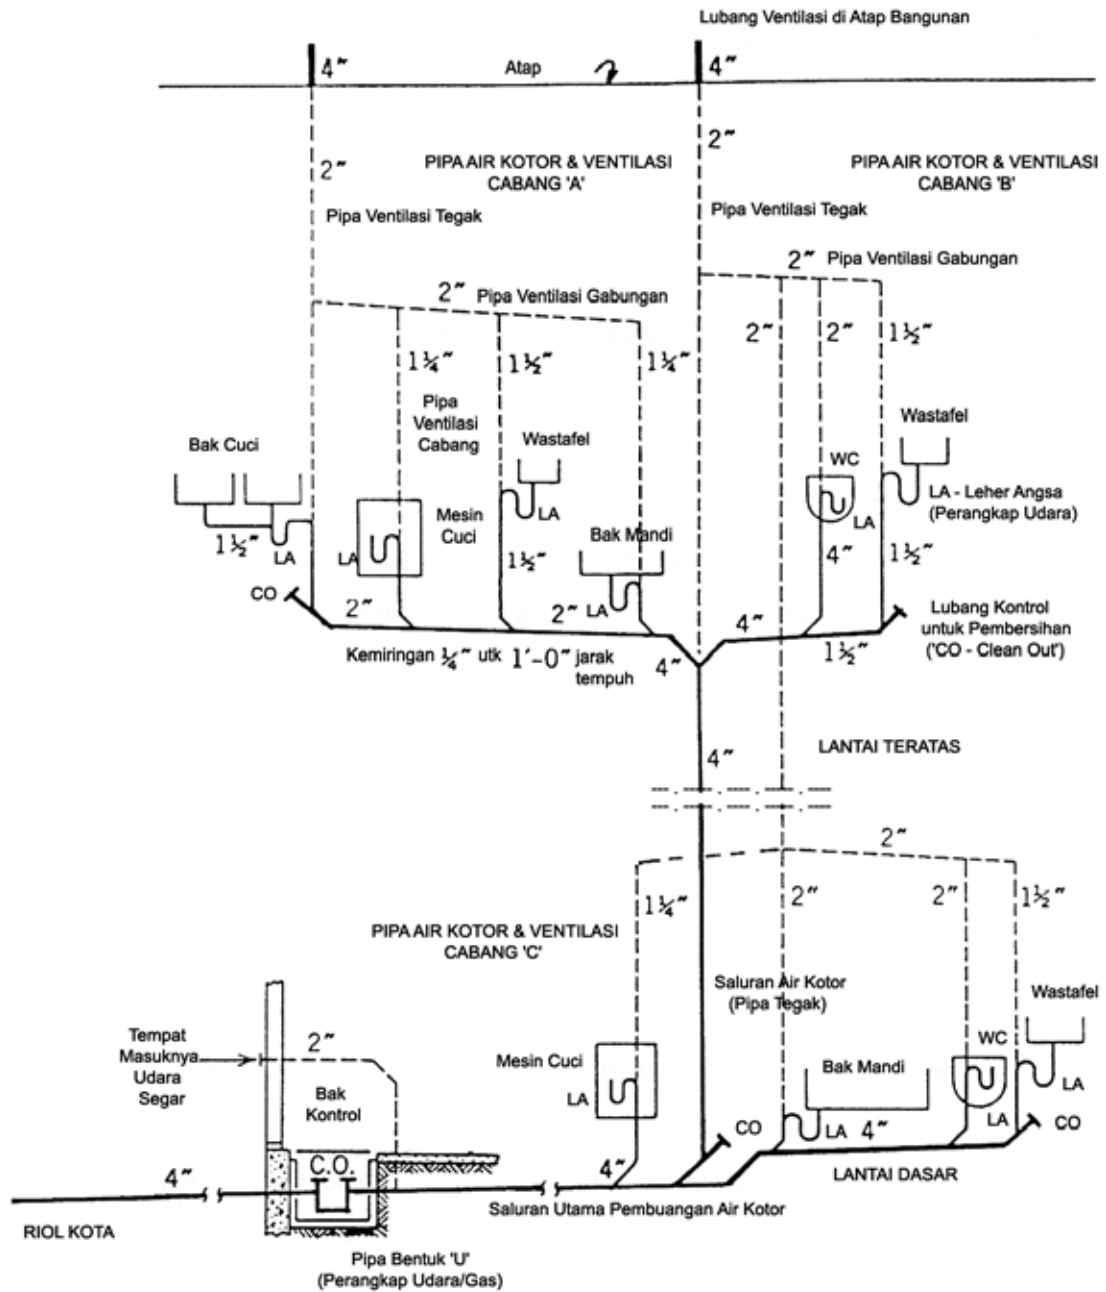 Lubang Ventilasi di Atap Bangunan
4″
Atap
4″
2″
2″
PIPA AIR KOTOR & VENTILASI
CABANG 'A'
PIPA AIR KOTOR & VENTILASI
CABANG 'B'
Pipa Ventilasi Tegak
Pipa Ventilasi Tegak
2″ Pipa Ventilasi Gabungan
2″ Pipa Ventilasi Gabungan
2″
2″
1½″
1¼″
1½″
1¼″
Pipa
Ventilasi
Cabang
Bak Cuci
Wastafel
Wastafel
WC
LA - Leher Angsa
(Perangkap Udara)
LA
LA
Mesin
Cuci
Bak Mandi
1½″
LA
LA
1½″
4″
1½″
CO
2″
2″
LA
4″
Lubang Kontrol
untuk Pembersihan
('CO - Clean Out')
1½″
Kemiringan ¼″ utk 1′-0″ jarak
tempuh
4″
4″
LANTAI TERATAS
2″
1¼″
2″
2″
1½″
PIPA AIR KOTOR & VENTILASI
CABANG 'C'
Saluran Air Kotor
(Pipa Tegak)
Wastafel
Tempat
Masuknya
Udara
Segar
2″
Bak
Kontrol
Mesin Cuci
LA
Bak Mandi
WC
LA
CO
LA
4″
LA
CO
C.O.
4″
4″
LANTAI DASAR
Saluran Utama Pembuangan Air Kotor
RIOL KOTA
Pipa Bentuk 'U'
(Perangkap Udara/Gas)